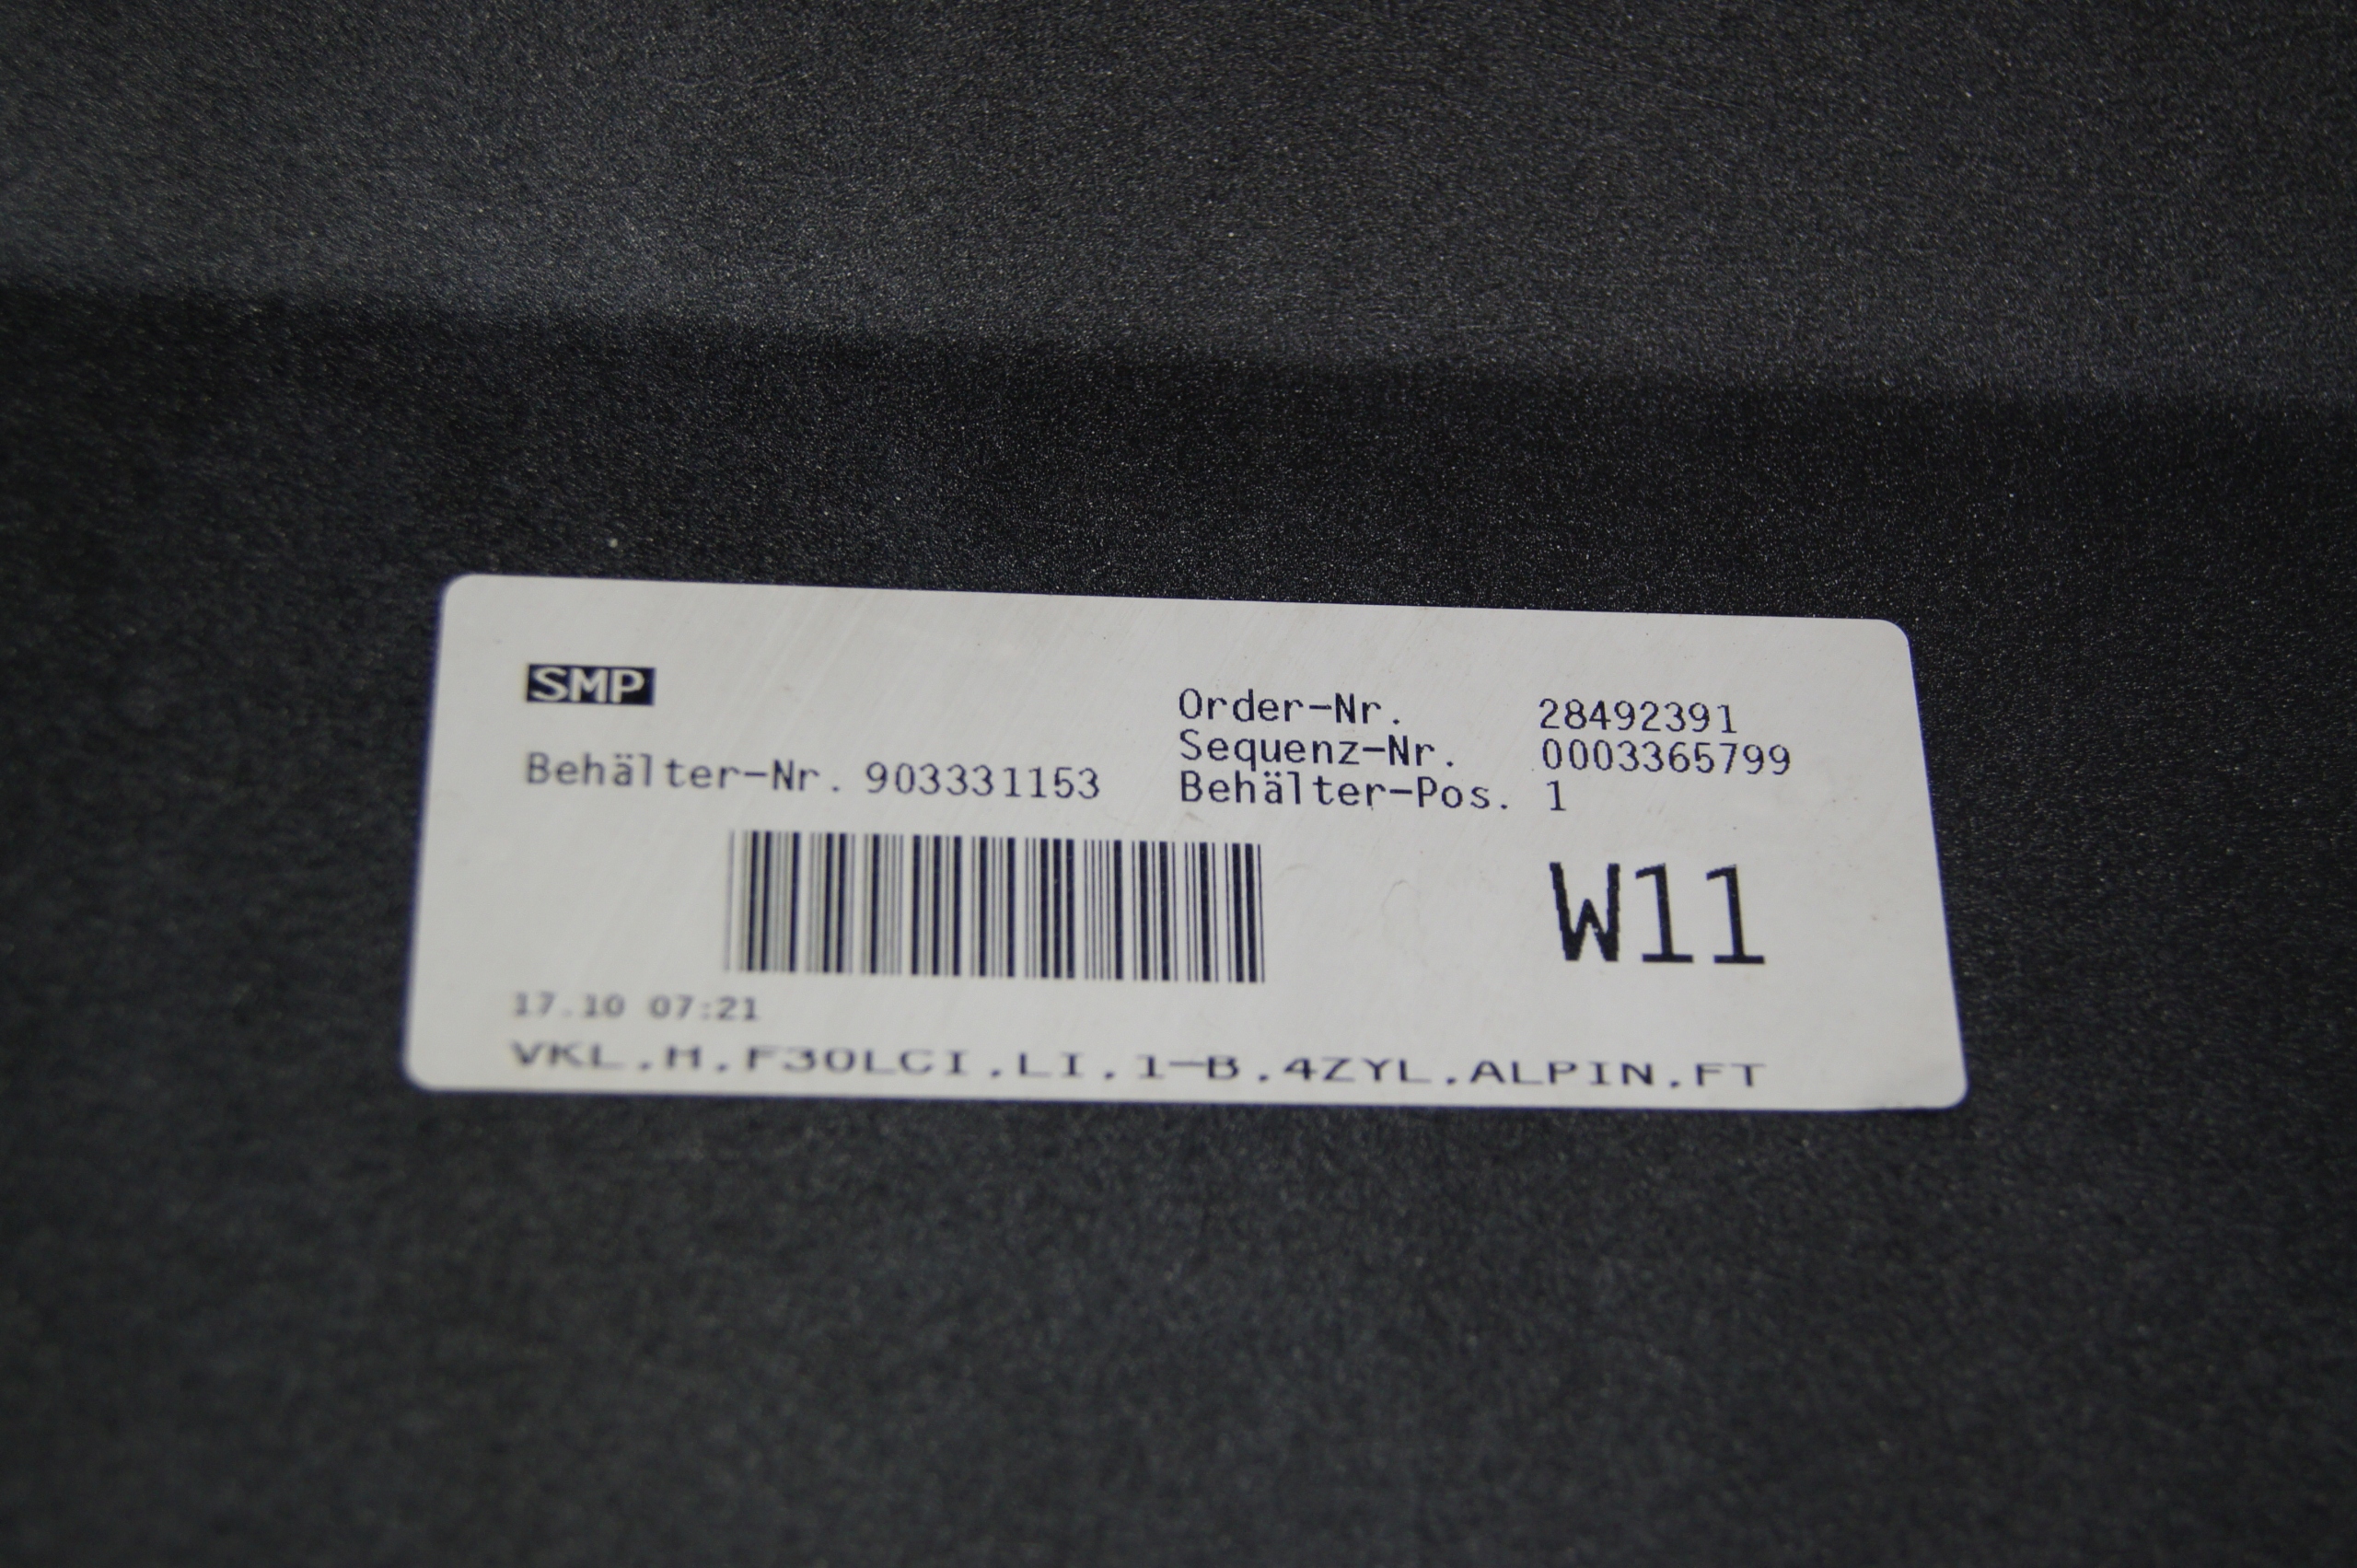 SMP
Order-Nr. 28492391
Sequenz-Nr. 0003365799
Behälter-Nr. 903331153
Behälter-Pos. 1
W11
17.10 07:21
VKL.M.F30LCI.LI.1-B.4ZYL.ALPIN.FT